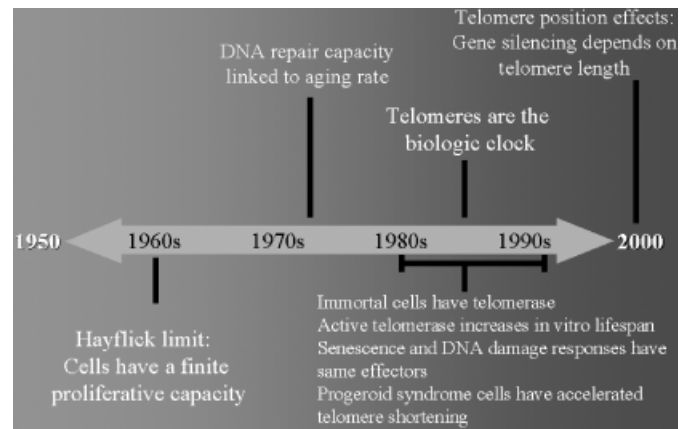 Telomere position effects:
Gene silencing depends on
telomere length
DNA repair capacity
linked to aging rate
Telomeres are the
biologic clock
1950 1960s 1970s 1980s 1990s 2000
Hayflick limit:
Cells have a finite
proliferative capacity
Immortal cells have telomerase
Active telomerase increases in vitro lifespan
Senescence and DNA damage responses have
same effectors
Progeroid syndrome cells have accelerated
telomere shortening